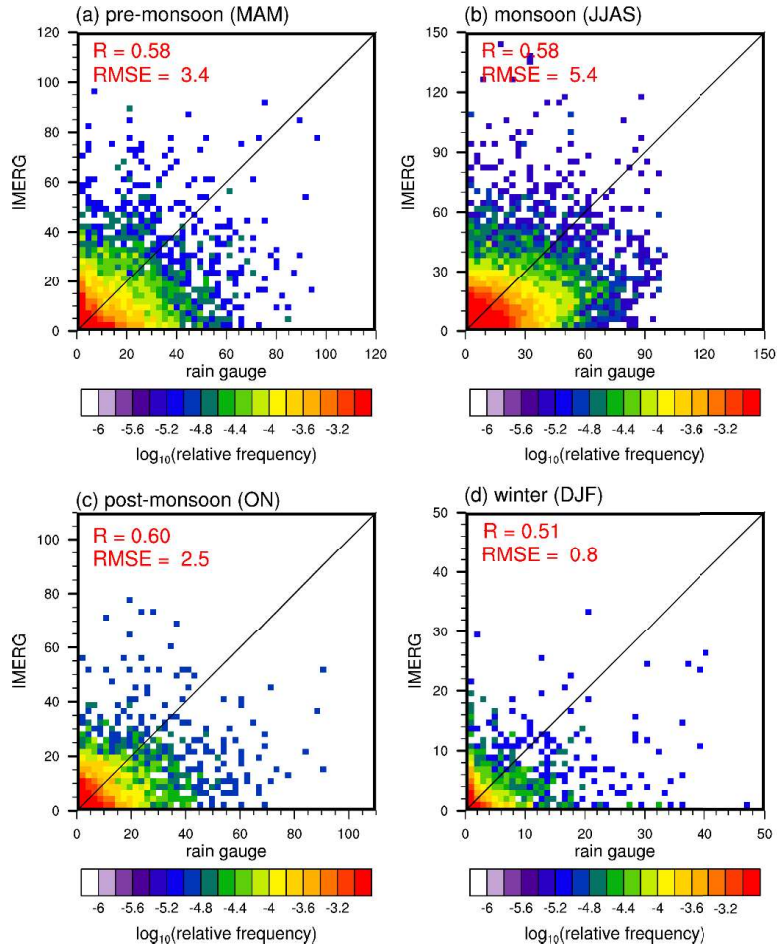 (a) pre-monsoon (MAM)
R = 0.58
RMSE = 3.4
IMERG
120
100
80
60
40
20
0
0 20 40 60 80 100 120
rain gauge
-6 -5.6 -5.2 -4.8 -4.4 -4 -3.6 -3.2
log₁₀(relative frequency)
(b) monsoon (JJAS)
R = 0.58
RMSE = 5.4
IMERG
150
120
90
60
30
0
0 30 60 90 120 150
rain gauge
-6 -5.6 -5.2 -4.8 -4.4 -4 -3.6 -3.2
log₁₀(relative frequency)
(c) post-monsoon (ON)
R = 0.60
RMSE = 2.5
IMERG
100
80
60
40
20
0
0 20 40 60 80 100
rain gauge
-6 -5.6 -5.2 -4.8 -4.4 -4 -3.6 -3.2
log₁₀(relative frequency)
(d) winter (DJF)
R = 0.51
RMSE = 0.8
IMERG
50
40
30
20
10
0
0 10 20 30 40 50
rain gauge
-6 -5.6 -5.2 -4.8 -4.4 -4 -3.6 -3.2
log₁₀(relative frequency)